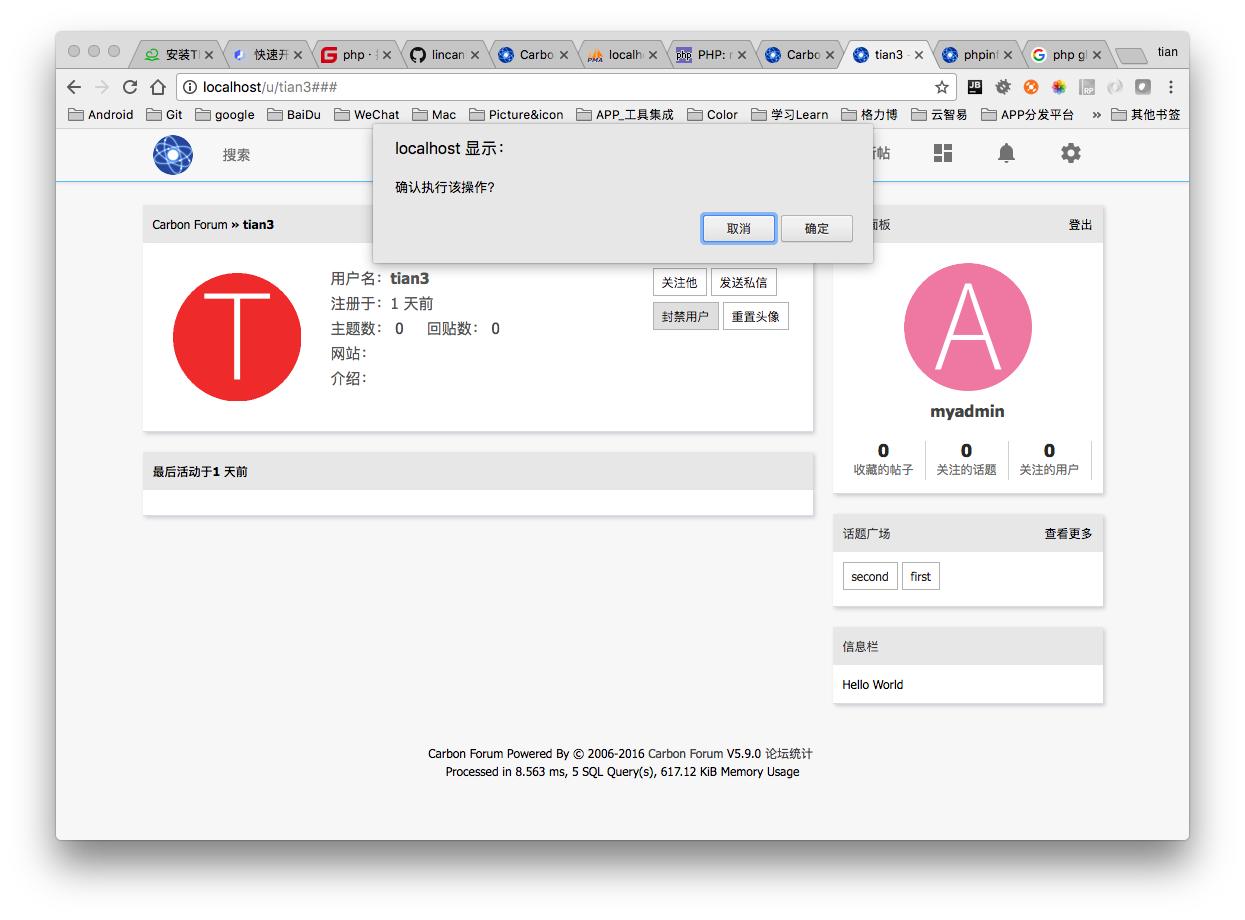 安装TI 快速开 php · lincan Carbo localh PHP: r Carbo tian3 - phpinf php gl tian
localhost/u/tian3###
Android Git google BaiDu WeChat Mac Picture&icon APP_工具集成 Color 学习Learn 格力博 云智易 APP分发平台 » 其他书签
搜索
帖
localhost 显示：
确认执行该操作?
取消 确定
Carbon Forum » tian3
面板 登出
T
用户名： tian3
注册于： 1 天前
主题数： 0 回贴数： 0
网站：
介绍：
关注他 发送私信
封禁用户 重置头像
A
myadmin
0 0 0
收藏的帖子 关注的话题 关注的用户
最后活动于1 天前
话题广场 查看更多
second first
信息栏
Hello World
Carbon Forum Powered By © 2006-2016 Carbon Forum V5.9.0 论坛统计
Processed in 8.563 ms, 5 SQL Query(s), 617.12 KiB Memory Usage